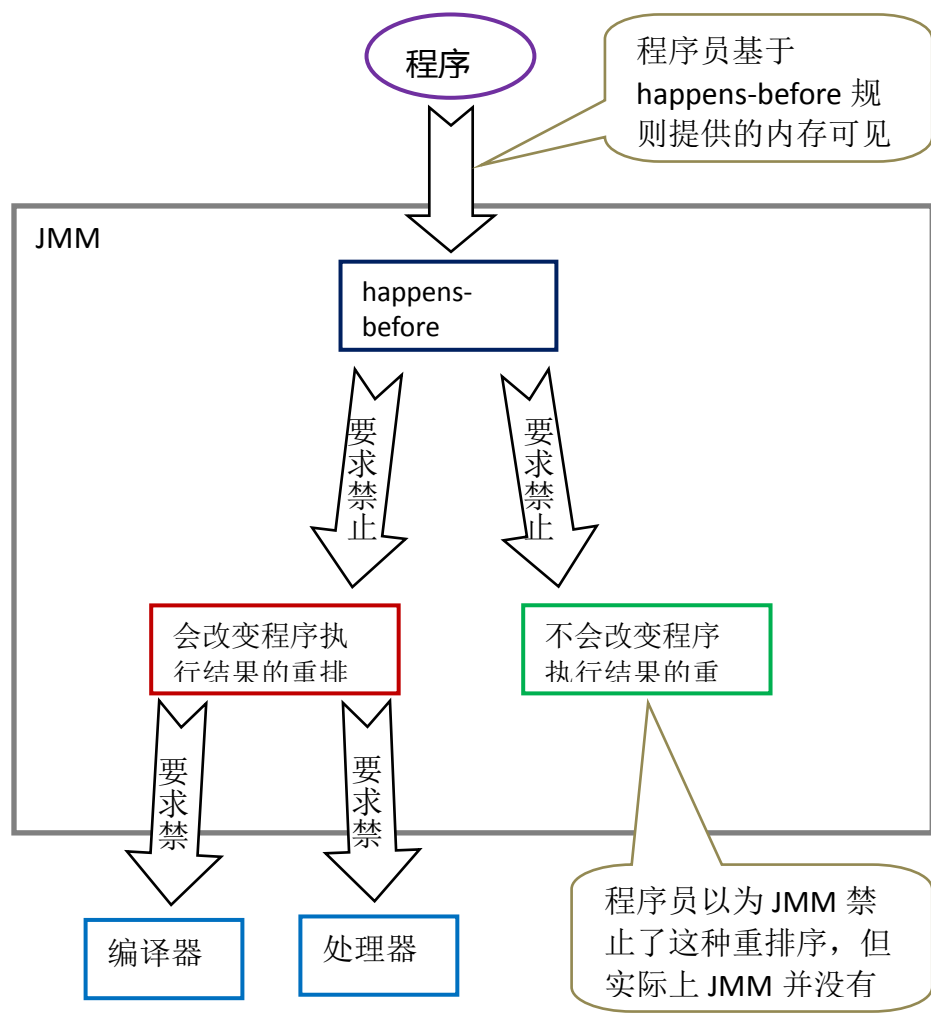 程序
程序员基于
happens-before 规
则提供的内存可见
JMM
happens-
before
要求禁止
要求禁止
会改变程序执
行结果的重排
不会改变程序
执行结果的重
要求禁
要求禁
编译器
处理器
程序员以为 JMM 禁
止了这种重排序，但
实际上 JMM 并没有